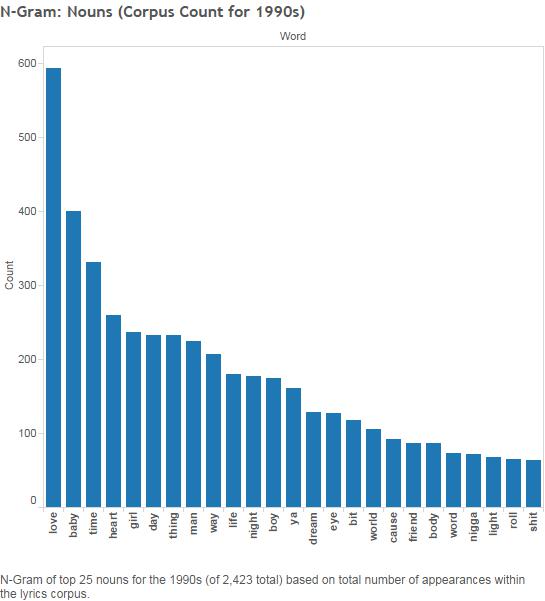 N-Gram: Nouns (Corpus Count for 1990s)
Word
600
500
400
300
200
100
0
Count
love
baby
time
heart
girl
day
thing
man
way
life
night
boy
ya
dream
eye
bit
world
cause
friend
body
word
nigga
light
roll
shit
N-Gram of top 25 nouns for the 1990s (of 2,423 total) based on total number of appearances within
the lyrics corpus.